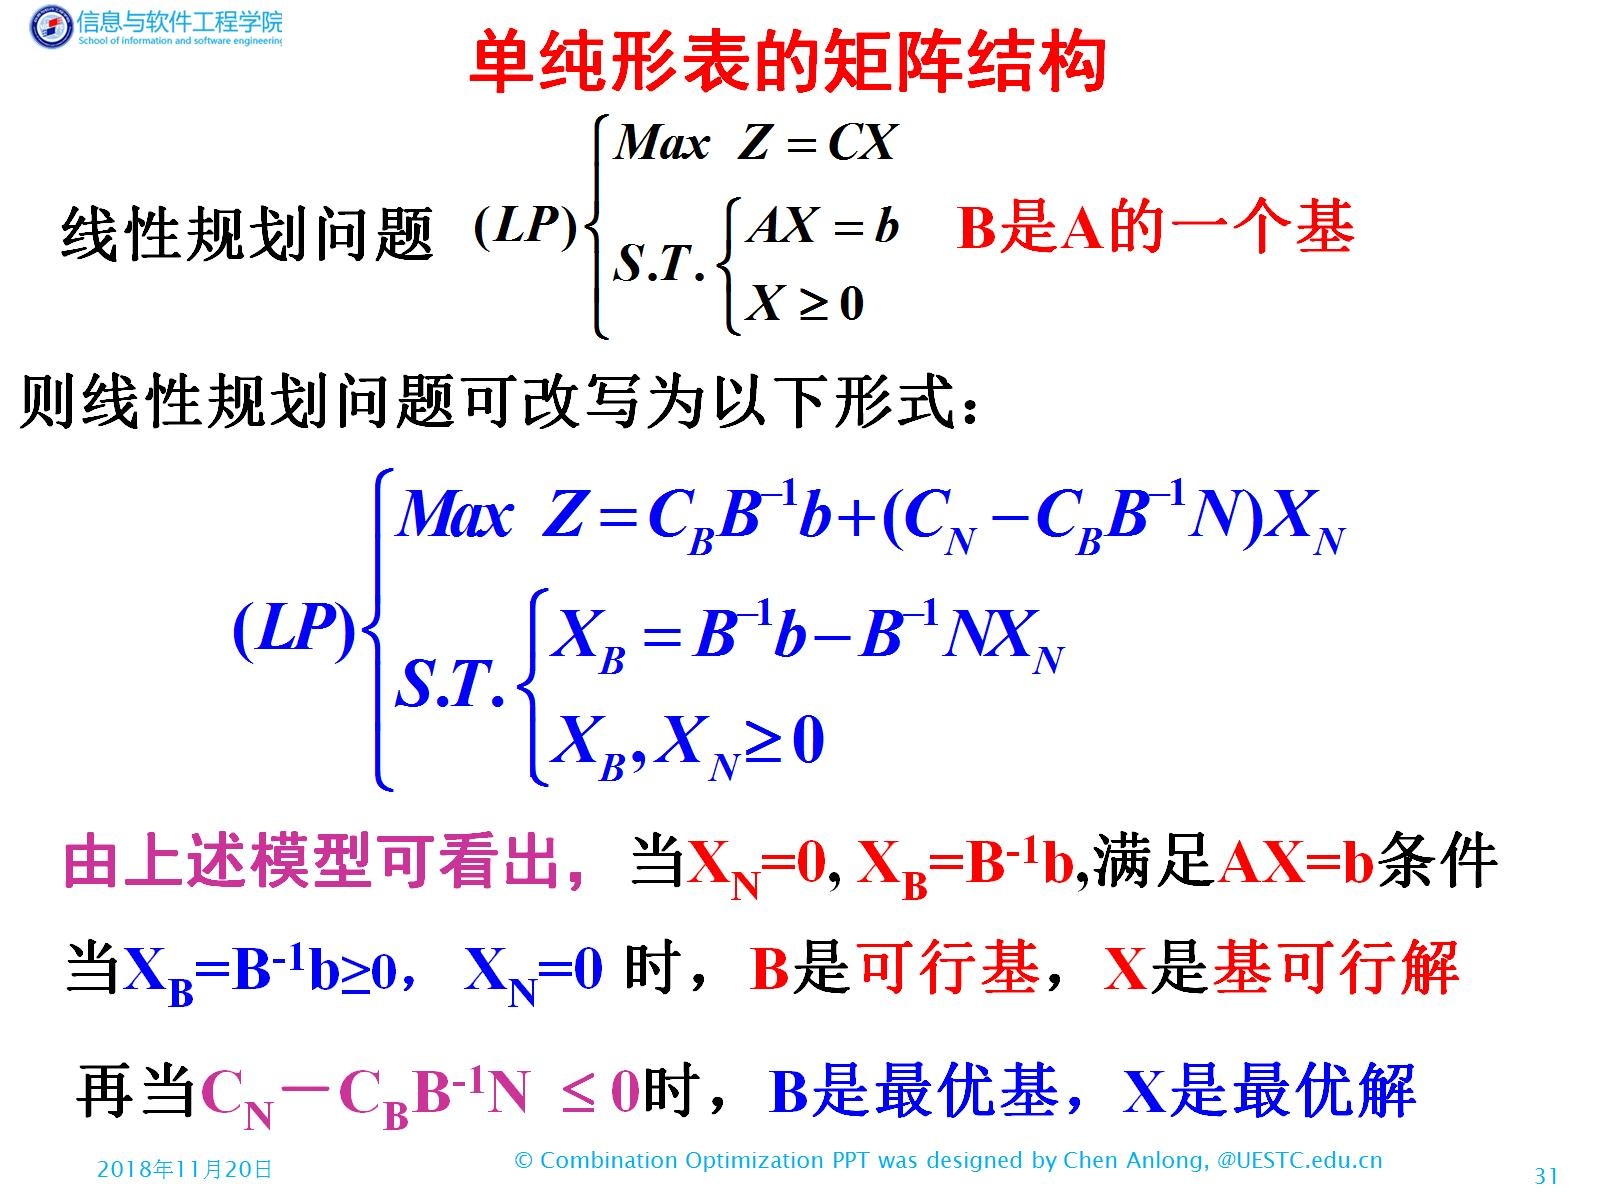 信息与软件工程学院
School of information and software engineering
单纯形表的矩阵结构
线性规划问题 (LP) { Max Z = CX
S.T. { AX = b
X ≥ 0
B是A的一个基
则线性规划问题可改写为以下形式：
(LP) { Max Z = C_B B⁻¹b + (C_N − C_B B⁻¹N)X_N
S.T. { X_B = B⁻¹b − B⁻¹NX_N
X_B, X_N ≥ 0
由上述模型可看出，当X_N=0, X_B=B⁻¹b,满足AX=b条件
当X_B=B⁻¹b≥0， X_N=0 时，B是可行基，X是基可行解
再当C_N－C_B B⁻¹N ≤ 0时，B是最优基，X是最优解
2018年11月20日
© Combination Optimization PPT was designed by Chen Anlong, @UESTC.edu.cn
31